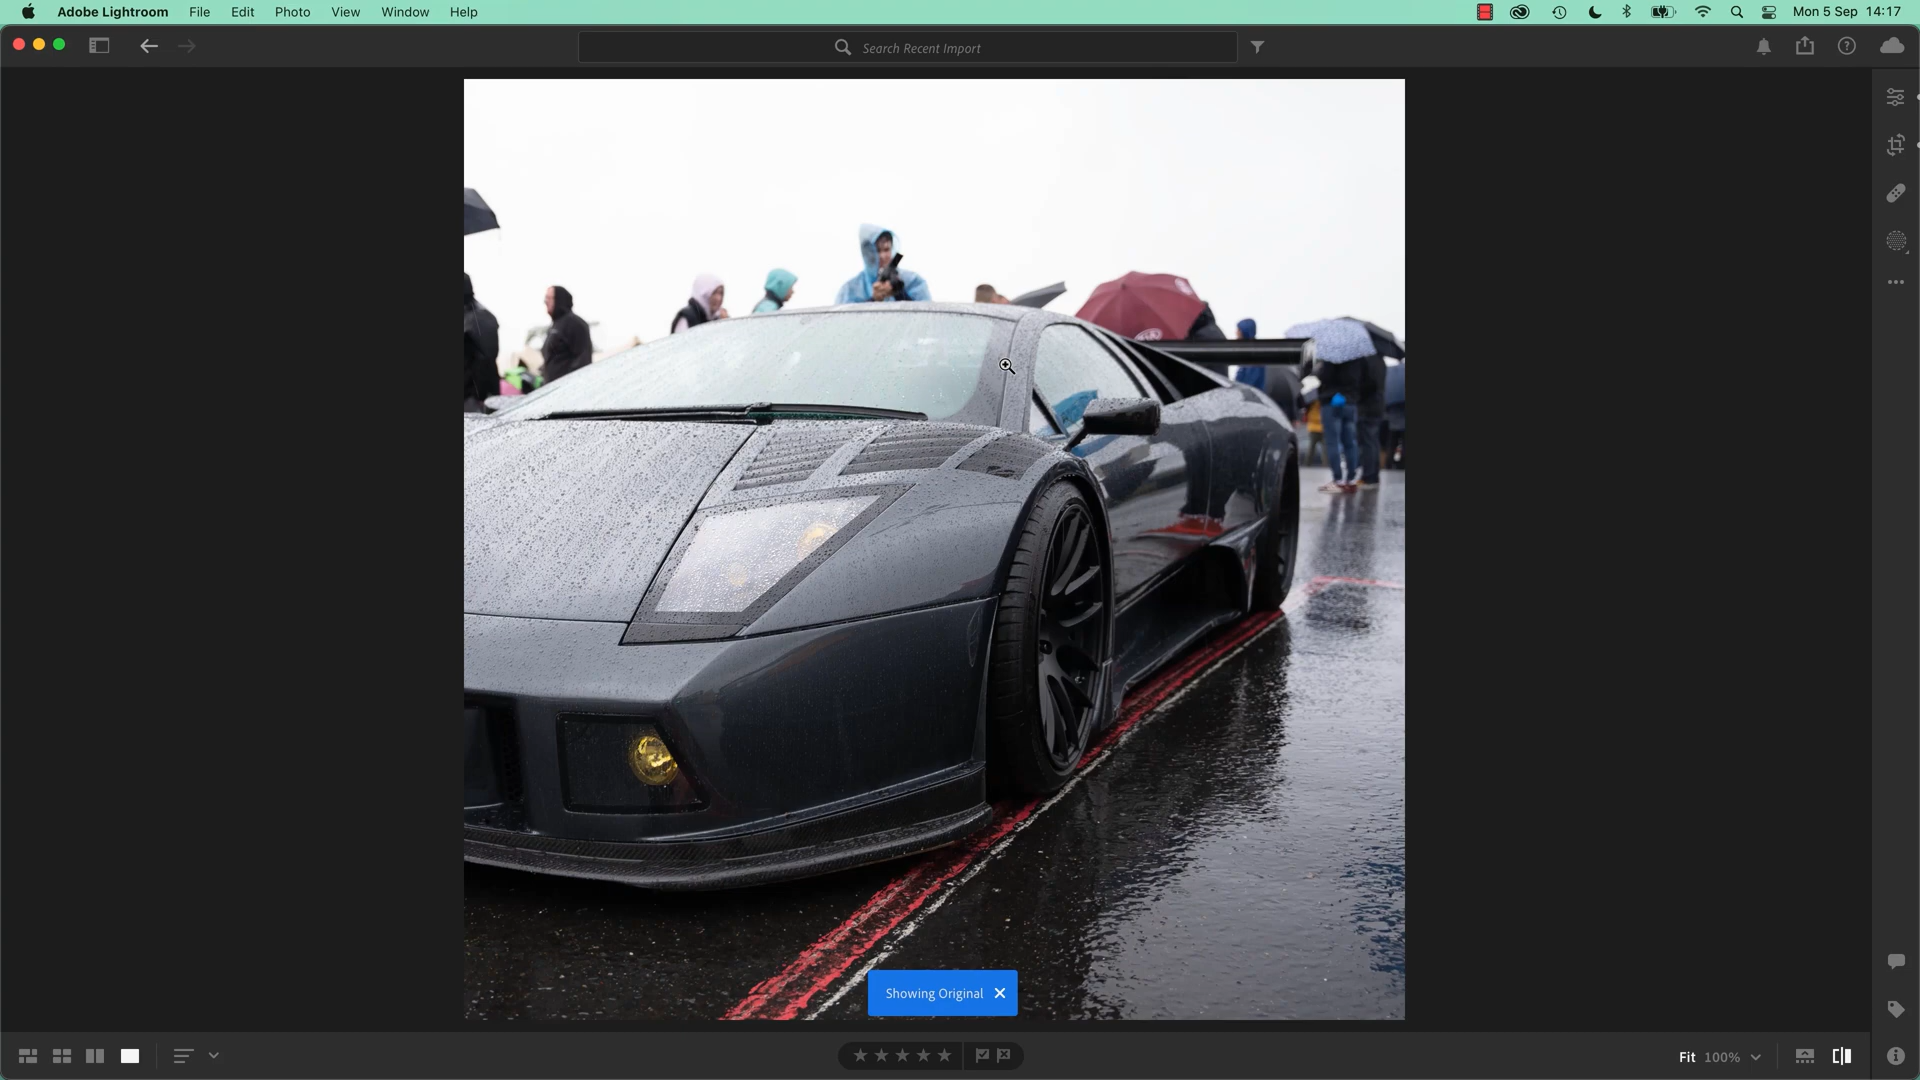 Adobe Lightroom File Edit Photo View Window Help Mon 5 Sep 14:17
Search Recent Import
Showing Original
Fit 100%